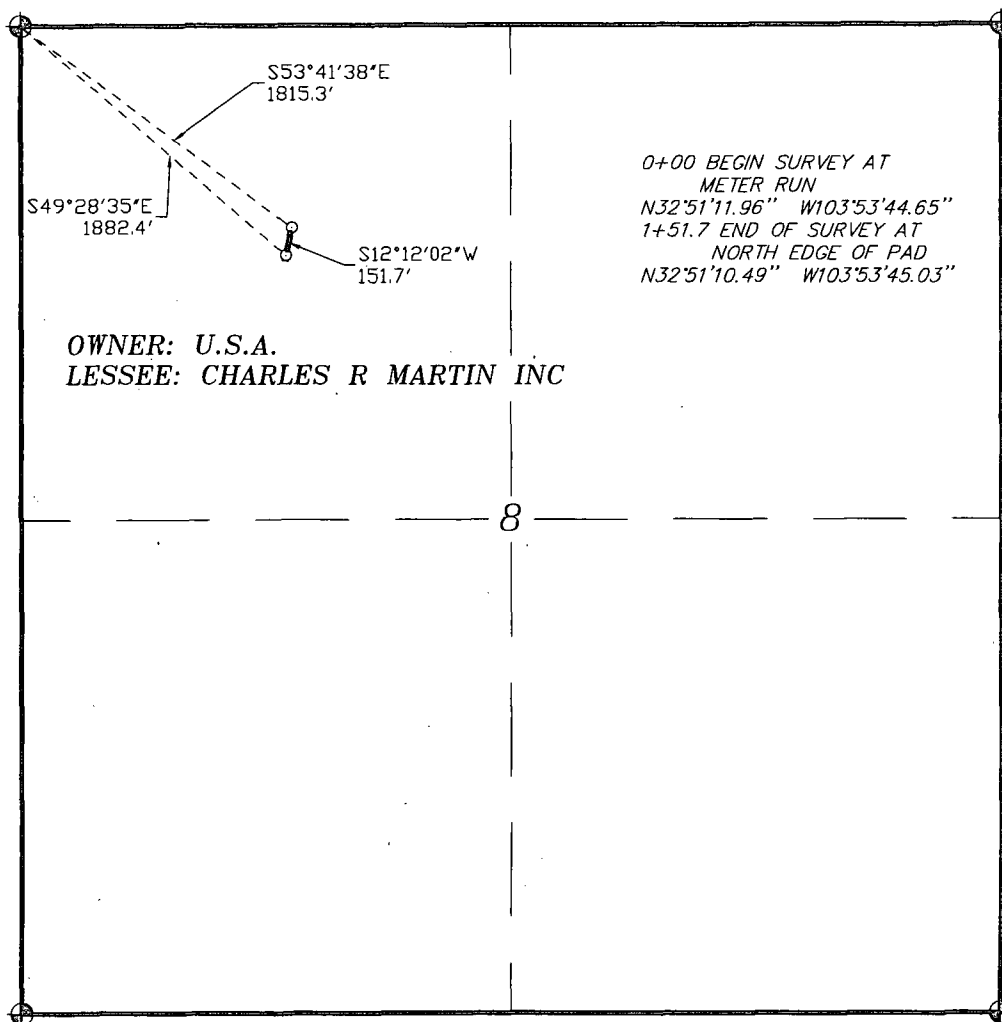 S53°41'38"E
1815.3'
S49°28'35"E
1882.4'
S12°12'02"W
151.7'
0+00 BEGIN SURVEY AT
METER RUN
N32°51'11.96" W103°53'44.65"
1+51.7 END OF SURVEY AT
NORTH EDGE OF PAD
N32°51'10.49" W103°53'45.03"
OWNER: U.S.A.
LESSEE: CHARLES R MARTIN INC
8